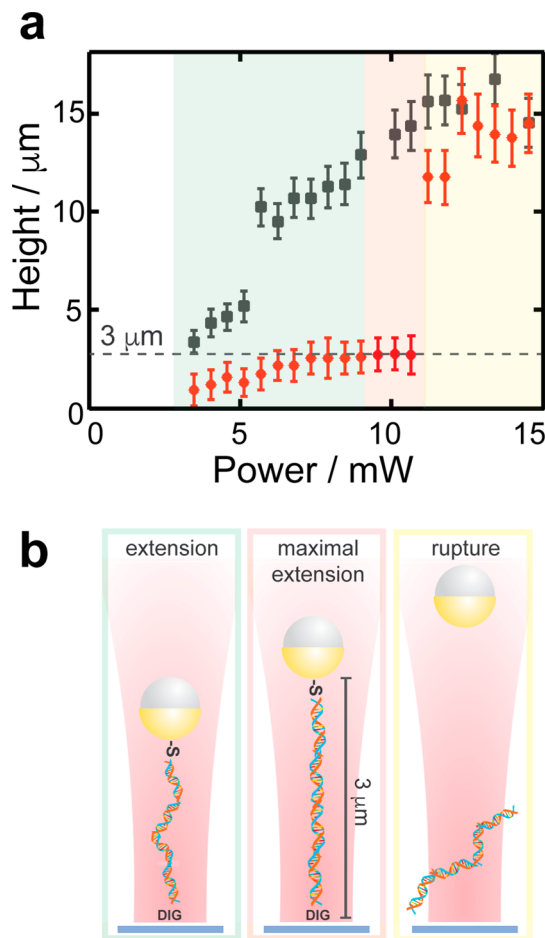 a
15
10
5
0
Height / μm
3 μm
0
5
10
15
Power / mW
b
extension
maximal
extension
rupture
-S
-S
3 μm
DIG
DIG